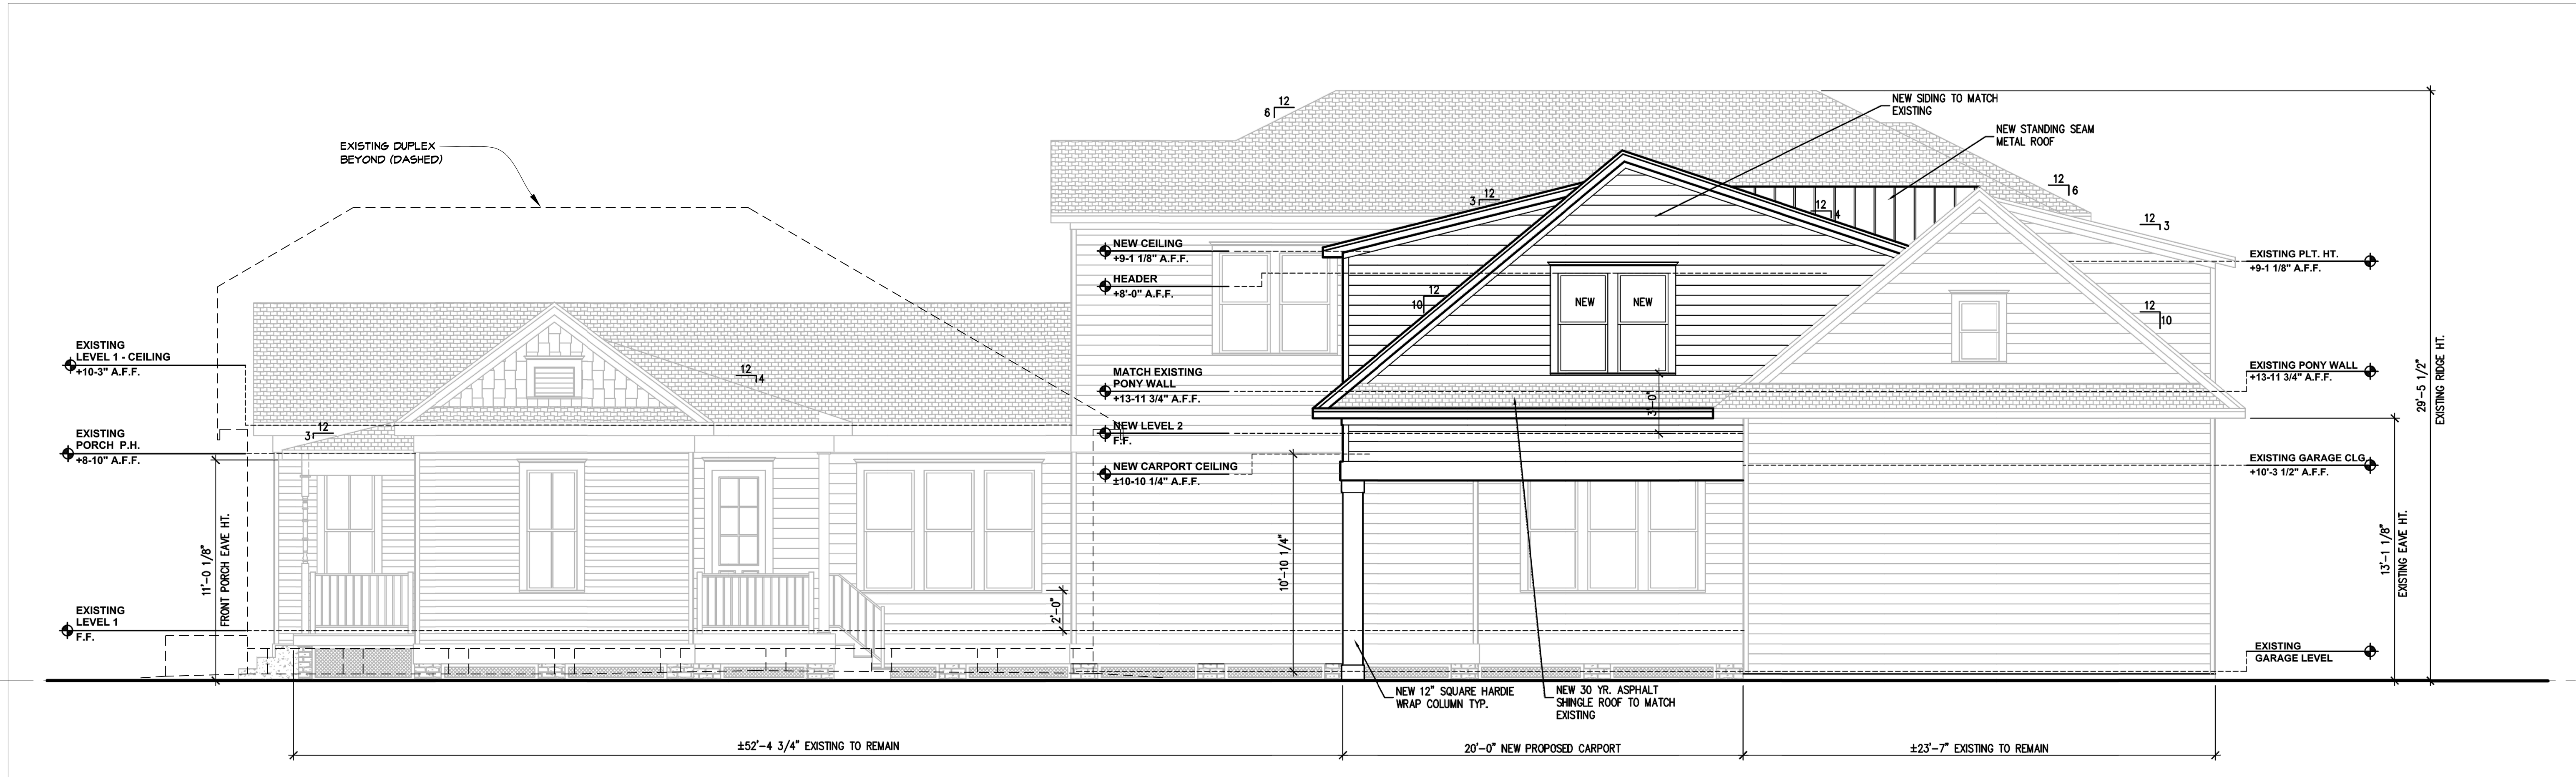 12
6
NEW SIDING TO MATCH
EXISTING
NEW STANDING SEAM
METAL ROOF
EXISTING DUPLEX
BEYOND (DASHED)
12
3
12
4
12
6
12
3
NEW CEILING
+9-1 1/8" A.F.F.
HEADER
+8'-0" A.F.F.
EXISTING PLT. HT.
+9-1 1/8" A.F.F.
12
10
NEW
NEW
12
10
EXISTING
LEVEL 1 - CEILING
+10-3" A.F.F.
12
4
MATCH EXISTING
PONY WALL
+13-11 3/4" A.F.F.
3'-0"
EXISTING PONY WALL
+13-11 3/4" A.F.F.
29'-5 1/2"
EXISTING RIDGE HT.
12
3
EXISTING
PORCH P.H.
+8-10" A.F.F.
NEW LEVEL 2
F.F.
NEW CARPORT CEILING
±10-10 1/4" A.F.F.
EXISTING GARAGE CLG
+10'-3 1/2" A.F.F.
11'-0 1/8"
FRONT PORCH EAVE HT.
10'-10 1/4"
13'-1 1/8"
EXISTING EAVE HT.
2'-0"
EXISTING
LEVEL 1
F.F.
EXISTING
GARAGE LEVEL
NEW 12" SQUARE HARDIE
WRAP COLUMN TYP.
NEW 30 YR. ASPHALT
SHINGLE ROOF TO MATCH
EXISTING
±52'-4 3/4" EXISTING TO REMAIN
20'-0" NEW PROPOSED CARPORT
±23'-7" EXISTING TO REMAIN